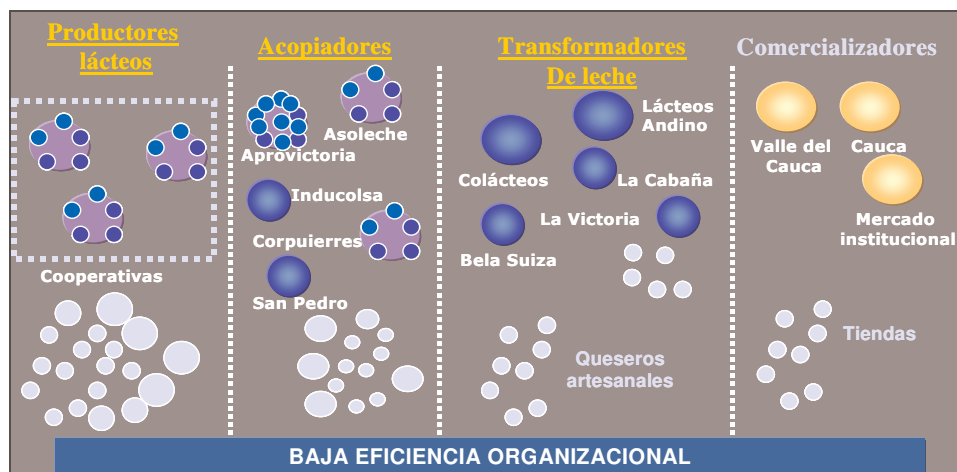 Productores
lácteos
Cooperativas
Acopiadores
Asoleche
Aprovictoria
Inducolsa
Corpuierres
San Pedro
Transformadores
De leche
Lácteos
Andino
Colácteos
La Cabaña
La Victoria
Bela Suiza
Queseros
artesanales
Comercializadores
Valle del
Cauca
Cauca
Mercado
institucional
Tiendas
BAJA EFICIENCIA ORGANIZACIONAL